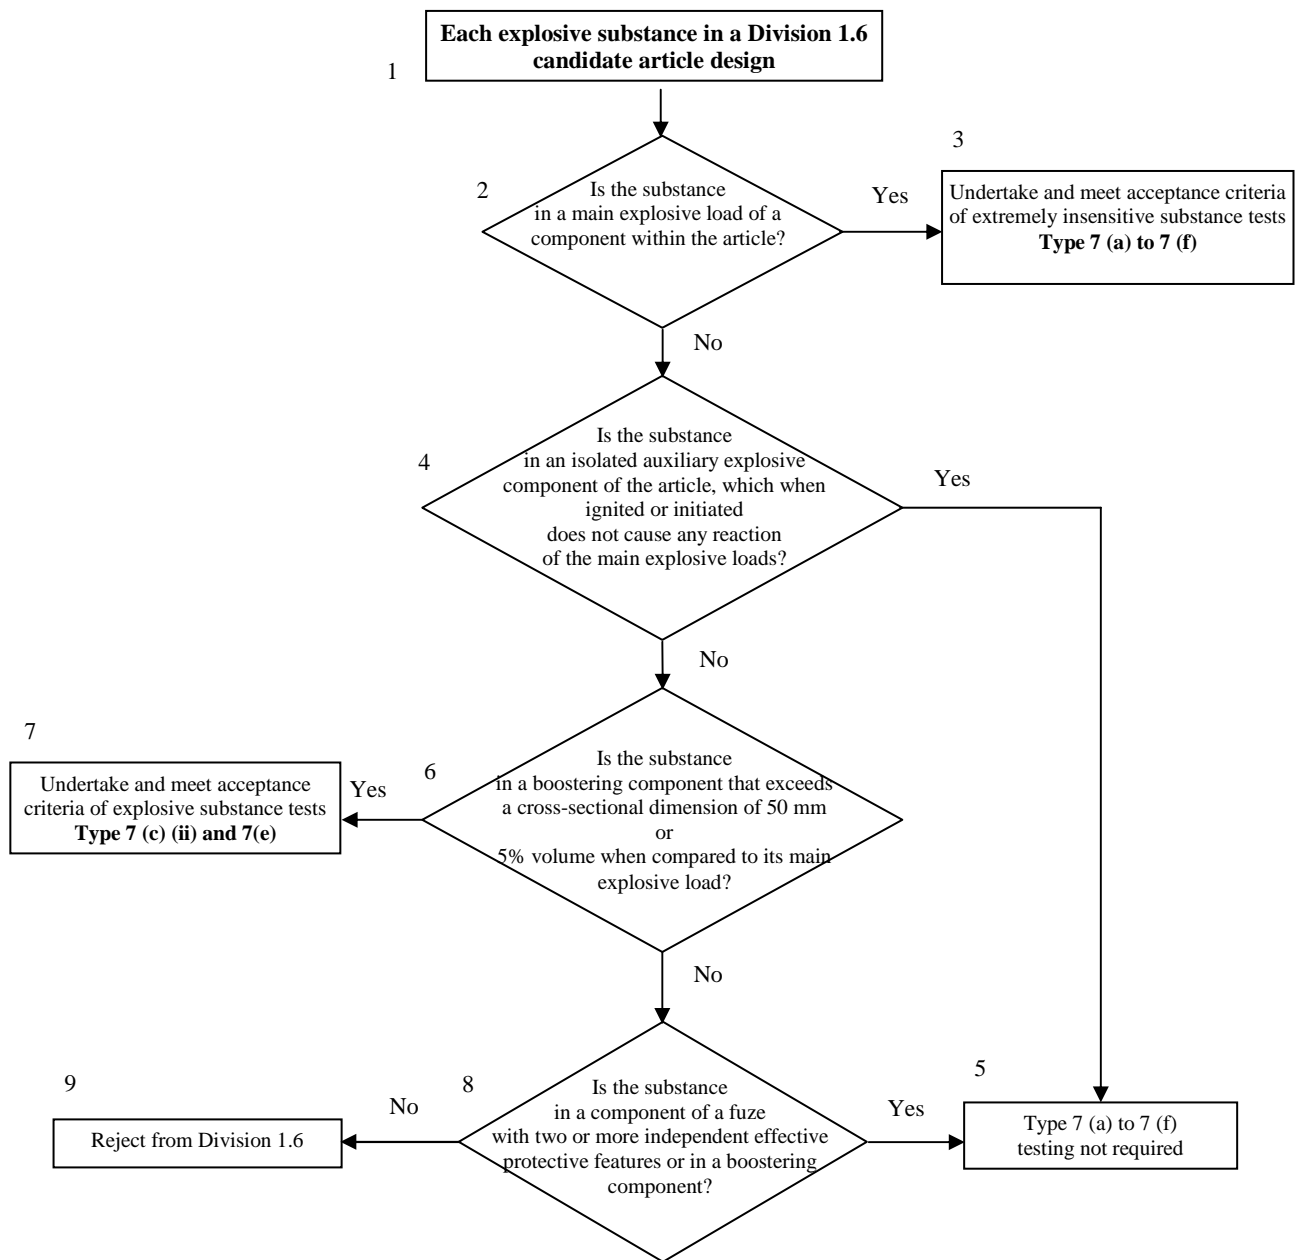 Each explosive substance in a Division 1.6
candidate article design
1
2
Is the substance
in a main explosive load of a
component within the article?
Yes
3
Undertake and meet acceptance criteria
of extremely insensitive substance tests
Type 7 (a) to 7 (f)
No
4
Is the substance
in an isolated auxiliary explosive
component of the article, which when
ignited or initiated
does not cause any reaction
of the main explosive loads?
Yes
No
7
Undertake and meet acceptance
criteria of explosive substance tests
Type 7 (c) (ii) and 7(e)
Yes
6
Is the substance
in a boostering component that exceeds
a cross-sectional dimension of 50 mm
or
5% volume when compared to its main
explosive load?
No
9
Reject from Division 1.6
No
8
Is the substance
in a component of a fuze
with two or more independent effective
protective features or in a boostering
component?
Yes
5
Type 7 (a) to 7 (f)
testing not required